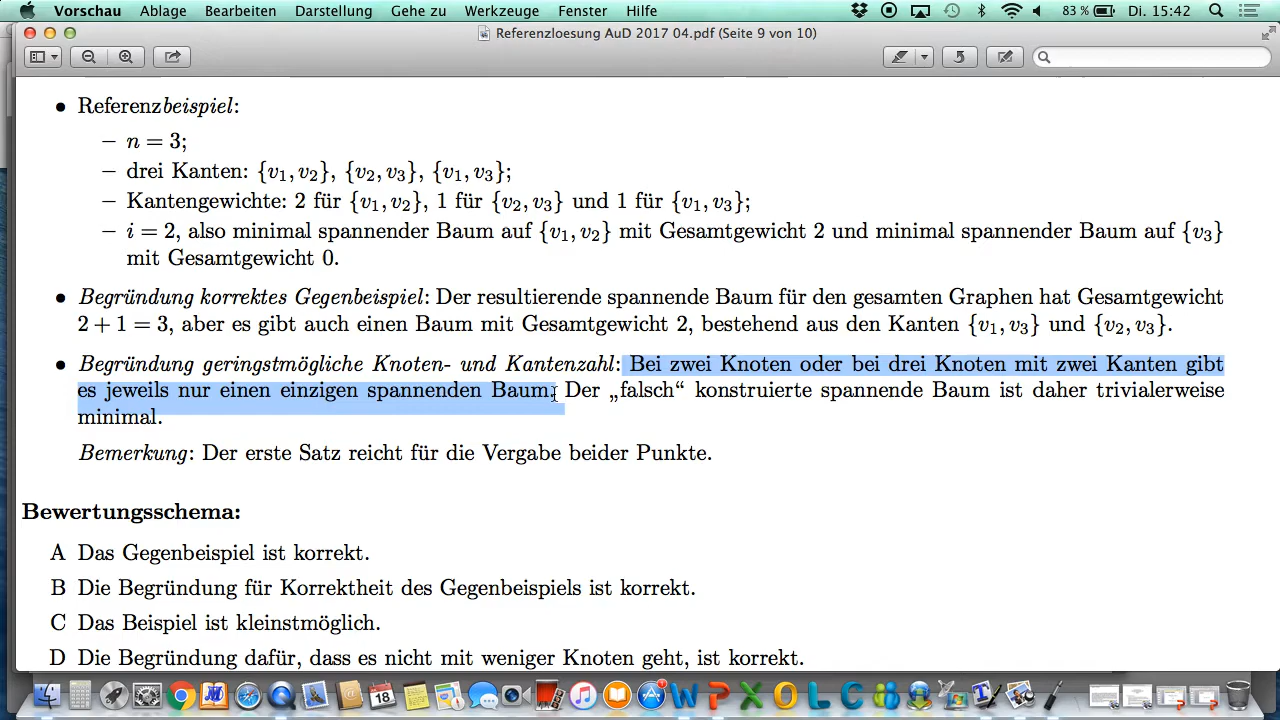 Vorschau Ablage Bearbeiten Darstellung Gehe zu Werkzeuge Fenster Hilfe 83 % Di. 15:42
Referenzloesung AuD 2017 04.pdf (Seite 9 von 10)
• Referenzbeispiel:
– n = 3;
– drei Kanten: {v₁, v₂}, {v₂, v₃}, {v₁, v₃};
– Kantengewichte: 2 für {v₁, v₂}, 1 für {v₂, v₃} und 1 für {v₁, v₃};
– i = 2, also minimal spannender Baum auf {v₁, v₂} mit Gesamtgewicht 2 und minimal spannender Baum auf {v₃}
mit Gesamtgewicht 0.
• Begründung korrektes Gegenbeispiel: Der resultierende spannende Baum für den gesamten Graphen hat Gesamtgewicht
2 + 1 = 3, aber es gibt auch einen Baum mit Gesamtgewicht 2, bestehend aus den Kanten {v₁, v₃} und {v₂, v₃}.
• Begründung geringstmögliche Knoten- und Kantenzahl: Bei zwei Knoten oder bei drei Knoten mit zwei Kanten gibt
es jeweils nur einen einzigen spannenden Baum. Der „falsch“ konstruierte spannende Baum ist daher trivialerweise
minimal.
Bemerkung: Der erste Satz reicht für die Vergabe beider Punkte.
Bewertungsschema:
A Das Gegenbeispiel ist korrekt.
B Die Begründung für Korrektheit des Gegenbeispiels ist korrekt.
C Das Beispiel ist kleinstmöglich.
D Die Begründung dafür, dass es nicht mit weniger Knoten geht, ist korrekt.